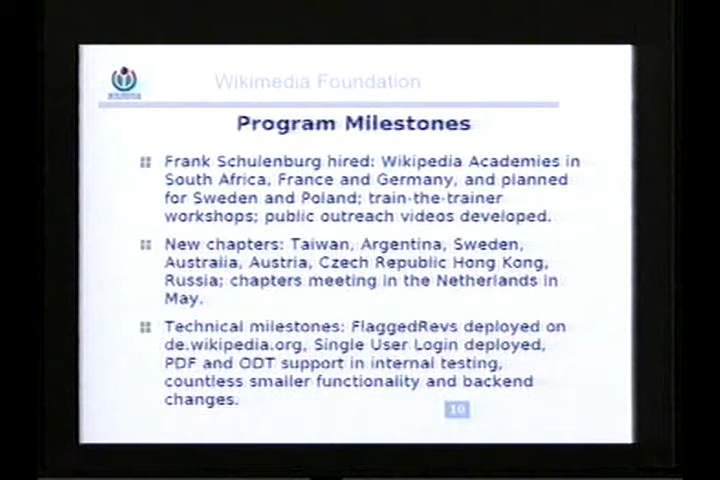 Wikimedia Foundation
Program Milestones
Frank Schulenburg hired: Wikipedia Academies in
South Africa, France and Germany, and planned
for Sweden and Poland; train-the-trainer
workshops; public outreach videos developed.
New chapters: Taiwan, Argentina, Sweden,
Australia, Austria, Czech Republic Hong Kong,
Russia; chapters meeting in the Netherlands in
May.
Technical milestones: FlaggedRevs deployed on
de.wikipedia.org, Single User Login deployed,
PDF and ODT support in internal testing,
countless smaller functionality and backend
changes.
10